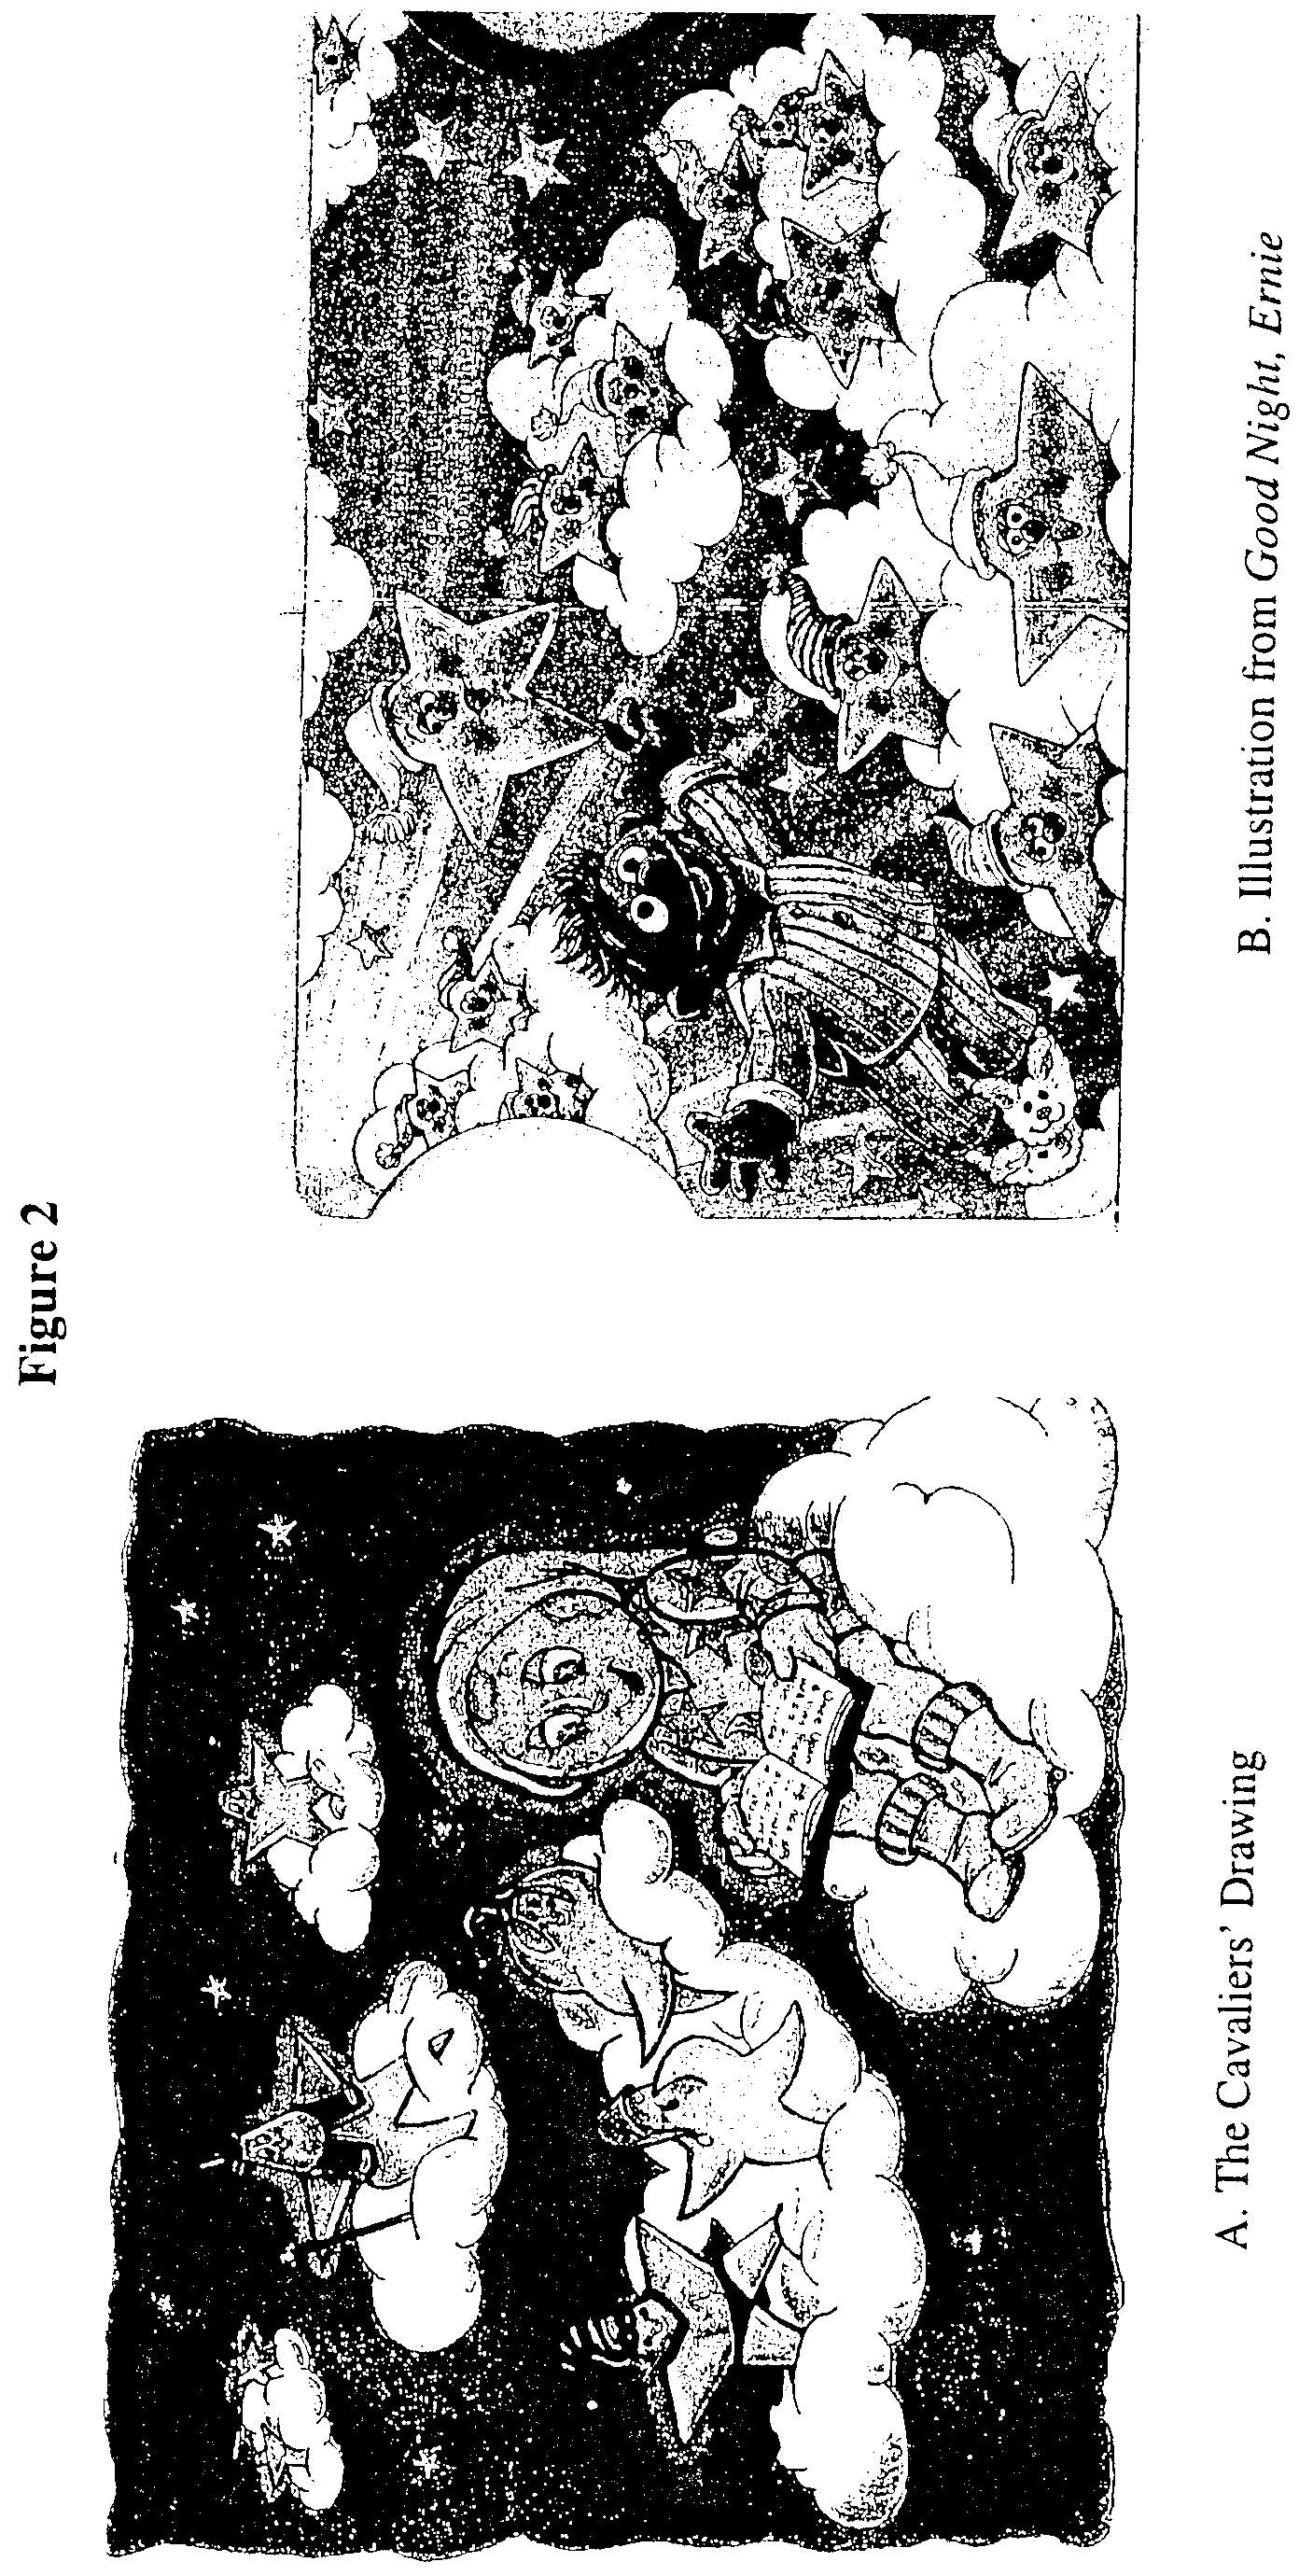 Figure 2
A. The Cavaliers' Drawing
B. Illustration from Good Night, Ernie